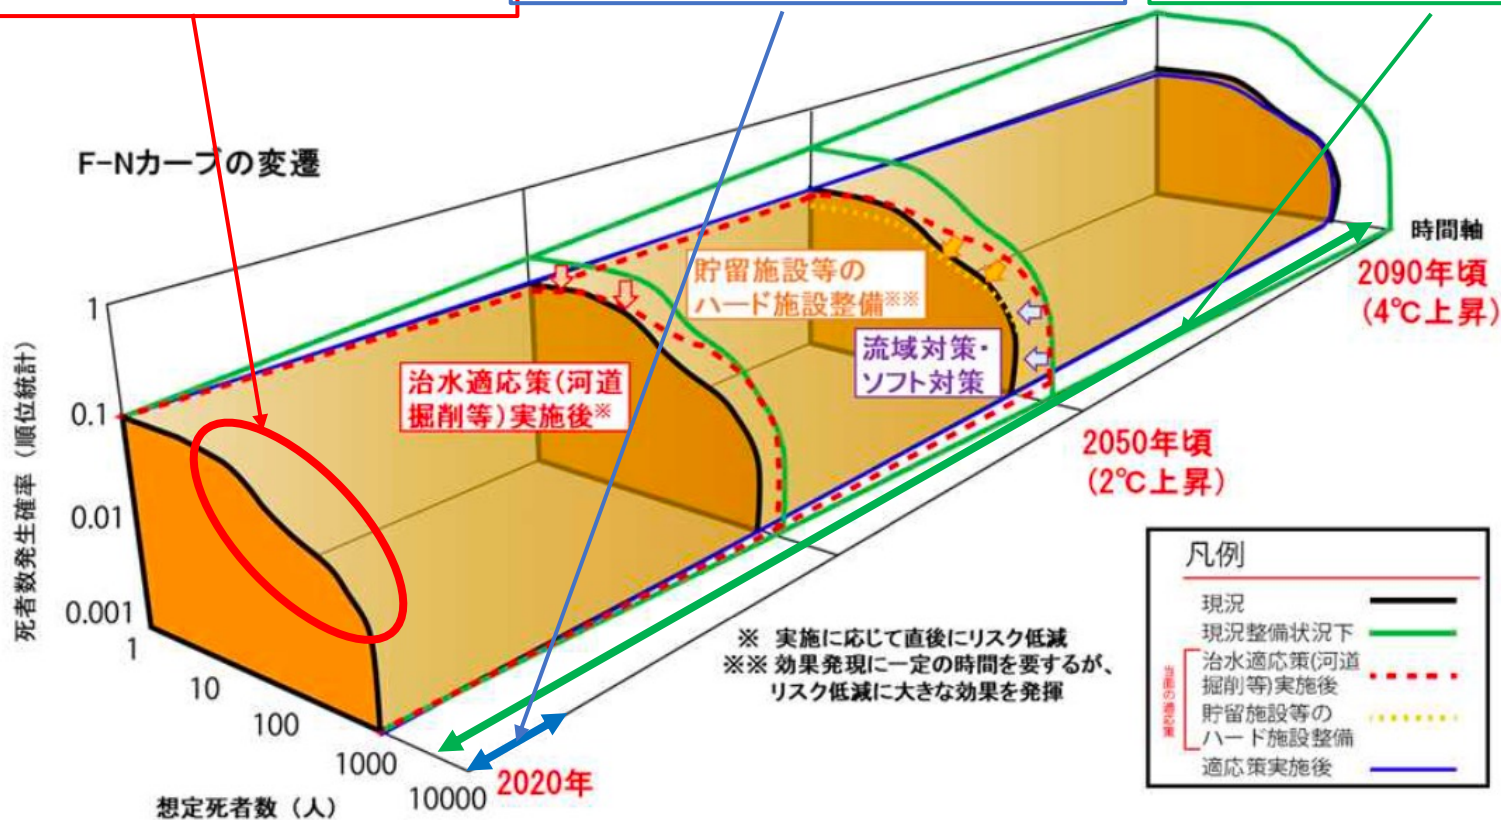 F-Nカーブの変遷
死者数発生確率（順位統計）
1
0.1
0.01
0.001
1
10
100
1000
10000
想定死者数（人）
治水適応策(河道
掘削等)実施後※
貯留施設等の
ハード施設整備※※
流域対策・
ソフト対策
時間軸
2090年頃
(4℃上昇)
2050年頃
(2℃上昇)
2020年
※ 実施に応じて直後にリスク低減
※※ 効果発現に一定の時間を要するが、
リスク低減に大きな効果を発揮
凡例
現況
現況整備状況下
当面の適応策
治水適応策(河道
掘削等)実施後
貯留施設等の
ハード施設整備
適応策実施後